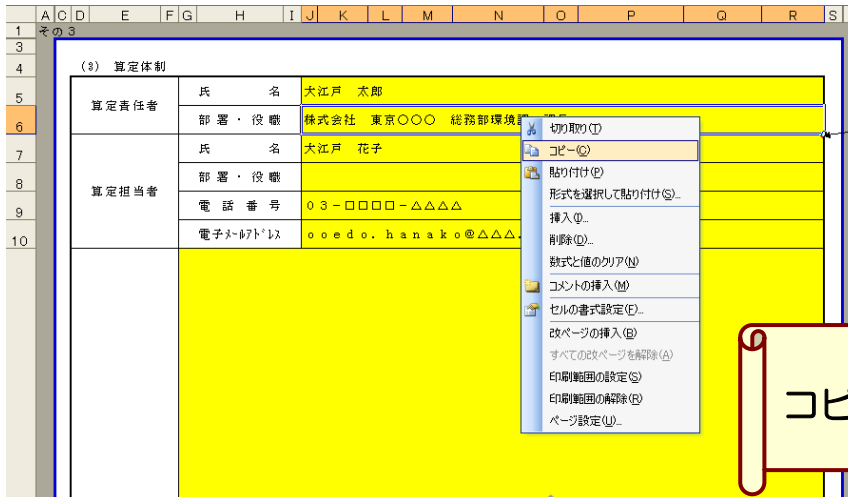 A C D E F G H I J K L M N O P Q R S
1 その3
3
4 (3) 算定体制
5 算定責任者 氏 名 大江戸 太郎
6 部署・役職 株式会社 東京○○○ 総務部環境
7 氏 名 大江戸 花子
8 算定担当者 部署・役職
9 電話番号 03-□□□□-△△△△
10 電子メールアドレス ooedo.hanako@△△△.
切り取り(T)
コピー(C)
貼り付け(P)
形式を選択して貼り付け(S)...
挿入(I)...
削除(D)...
数式と値のクリア(N)
コメントの挿入(M)
セルの書式設定(F)...
改ページの挿入(B)
すべての改ページを解除(A)
印刷範囲の設定(S)
印刷範囲の解除(R)
ページ設定(U)...
コピ